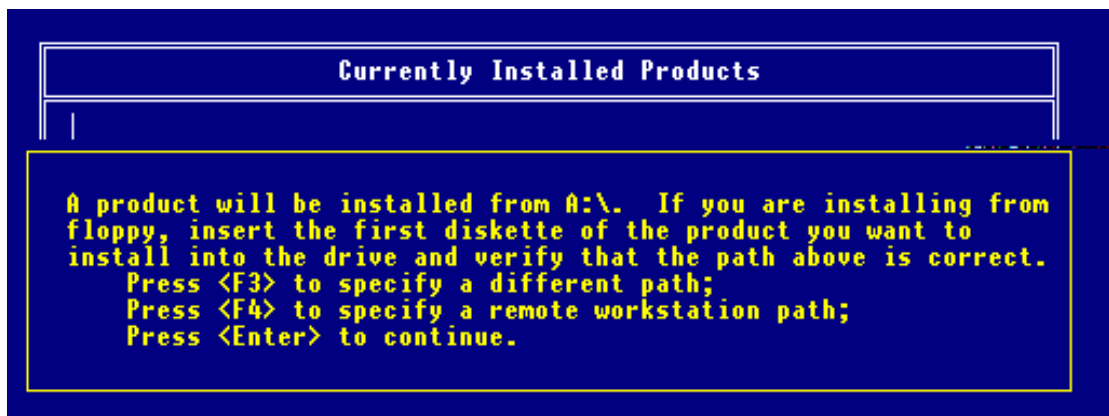 Currently Installed Products
A product will be installed from A:\. If you are installing from
floppy, insert the first diskette of the product you want to
install into the drive and verify that the path above is correct.
Press <F3> to specify a different path;
Press <F4> to specify a remote workstation path;
Press <Enter> to continue.